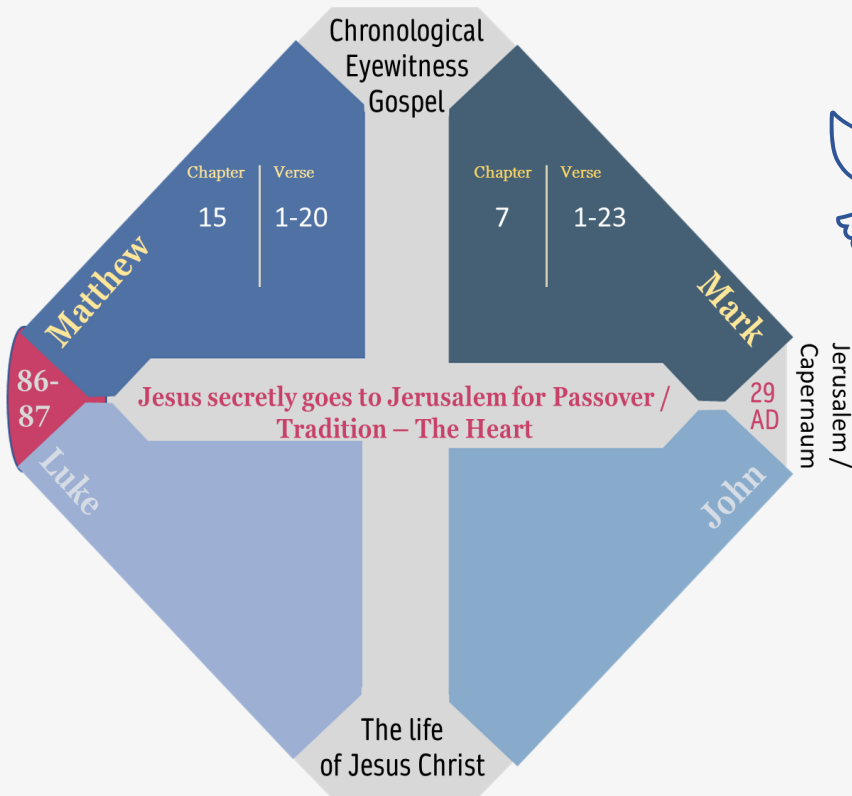 Chronological
Eyewitness
Gospel
Chapter Verse
15 1-20
Matthew
Chapter Verse
7 1-23
Mark
86-
87
Jesus secretly goes to Jerusalem for Passover /
Tradition – The Heart
29
AD
Jerusalem /
Capernaum
Luke
John
The life
of Jesus Christ